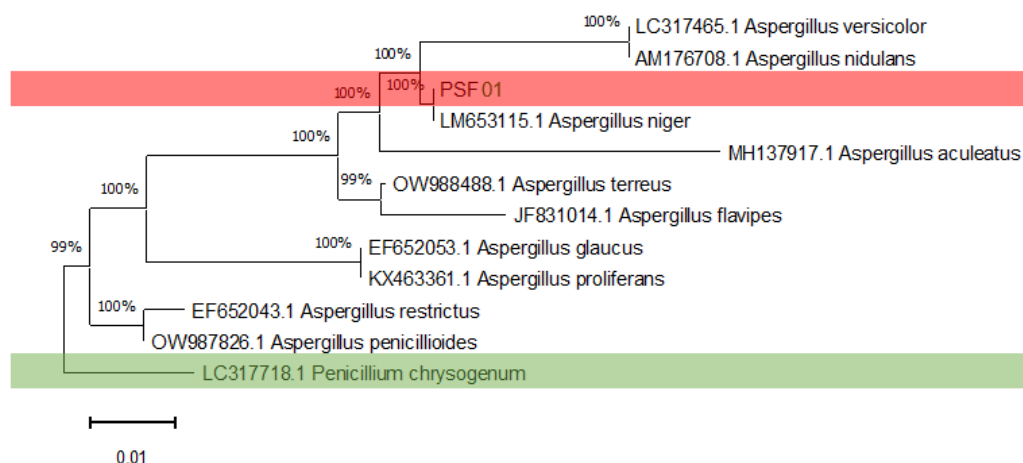 100%
LC317465.1 Aspergillus versicolor
AM176708.1 Aspergillus nidulans
100%
100%
PSF 01
LM653115.1 Aspergillus niger
100%
MH137917.1 Aspergillus aculeatus
100%
99%
OW988488.1 Aspergillus terreus
JF831014.1 Aspergillus flavipes
100%
100%
EF652053.1 Aspergillus glaucus
KX463361.1 Aspergillus proliferans
99%
100%
EF652043.1 Aspergillus restrictus
OW987826.1 Aspergillus penicillioides
LC317718.1 Penicillium chrysogenum
0.01